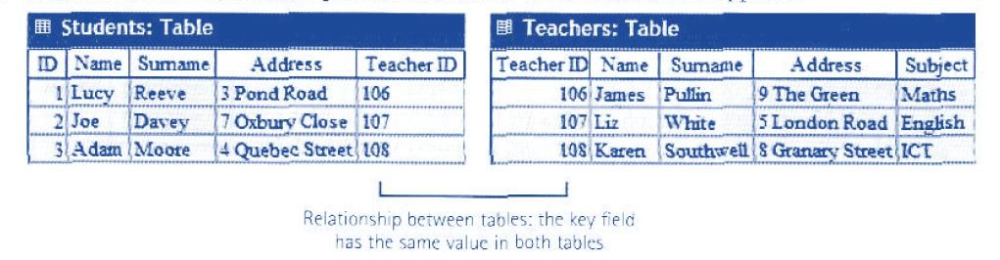 Students: Table
ID Name Surname Address Teacher ID
1 Lucy Reeve 3 Pond Road 106
2 Joe Davey 7 Oxbury Close 107
3 Adam Moore 4 Quebec Street 108
Teachers: Table
Teacher ID Name Surname Address Subject
106 James Pullin 9 The Green Maths
107 Liz White 5 London Road English
108 Karen Southwell 8 Granary Street ICT
Relationship between tables: the key field
has the same value in both tables